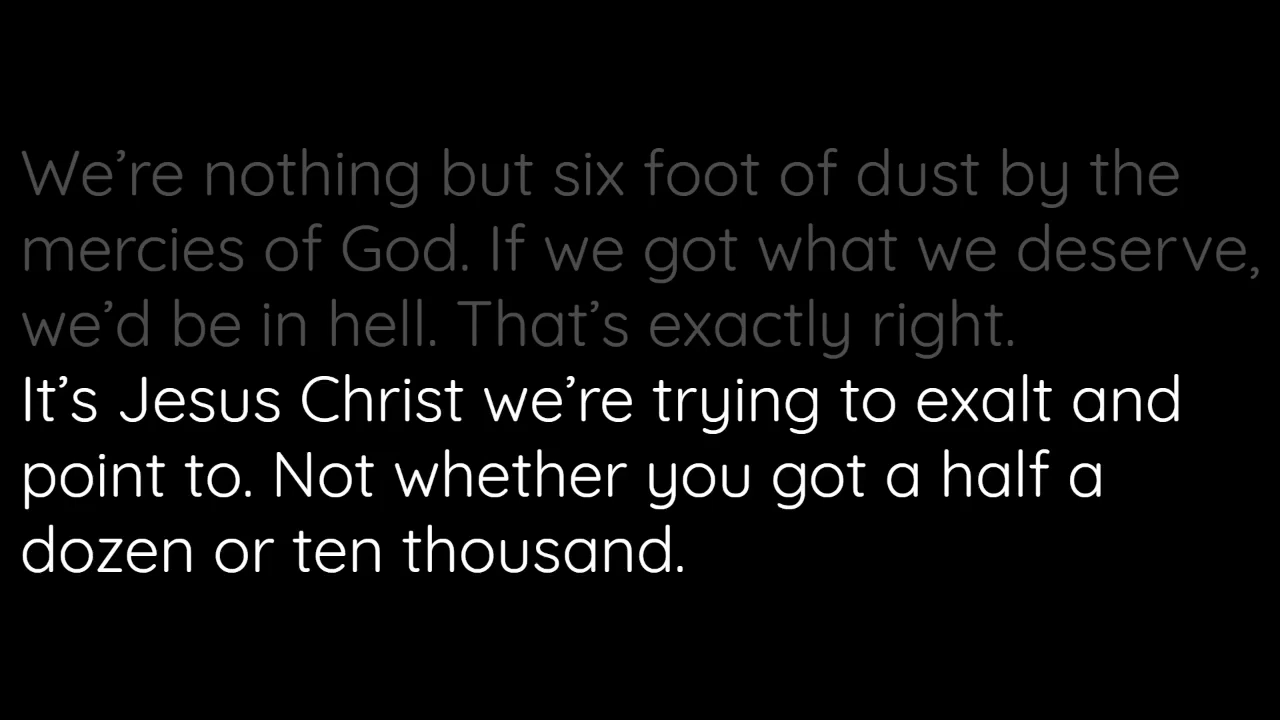 We’re nothing but six foot of dust by the
mercies of God. If we got what we deserve,
we’d be in hell. That’s exactly right.
It’s Jesus Christ we’re trying to exalt and
point to. Not whether you got a half a
dozen or ten thousand.